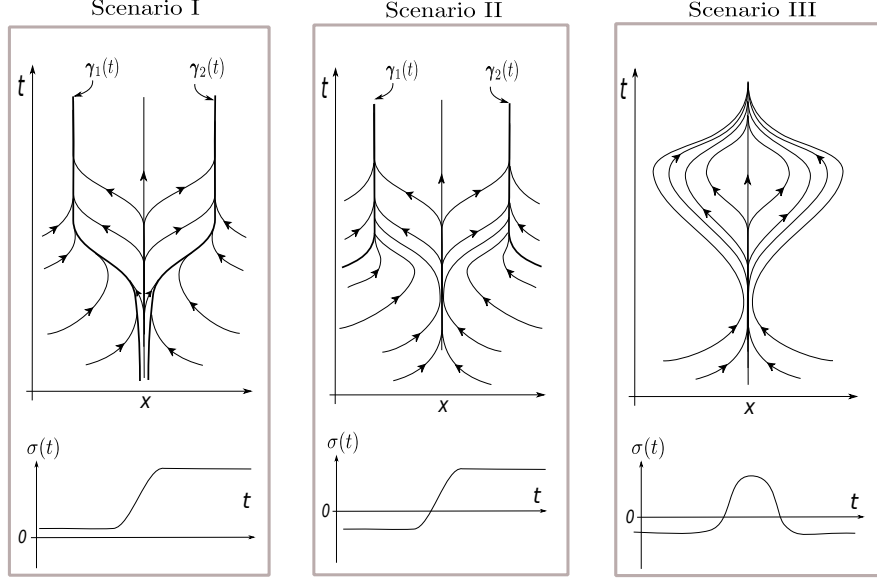 Scenario I
γ₁(t)
γ₂(t)
t
x
σ(t)
t
0
Scenario II
γ₁(t)
γ₂(t)
t
x
σ(t)
t
0
Scenario III
t
x
σ(t)
t
0